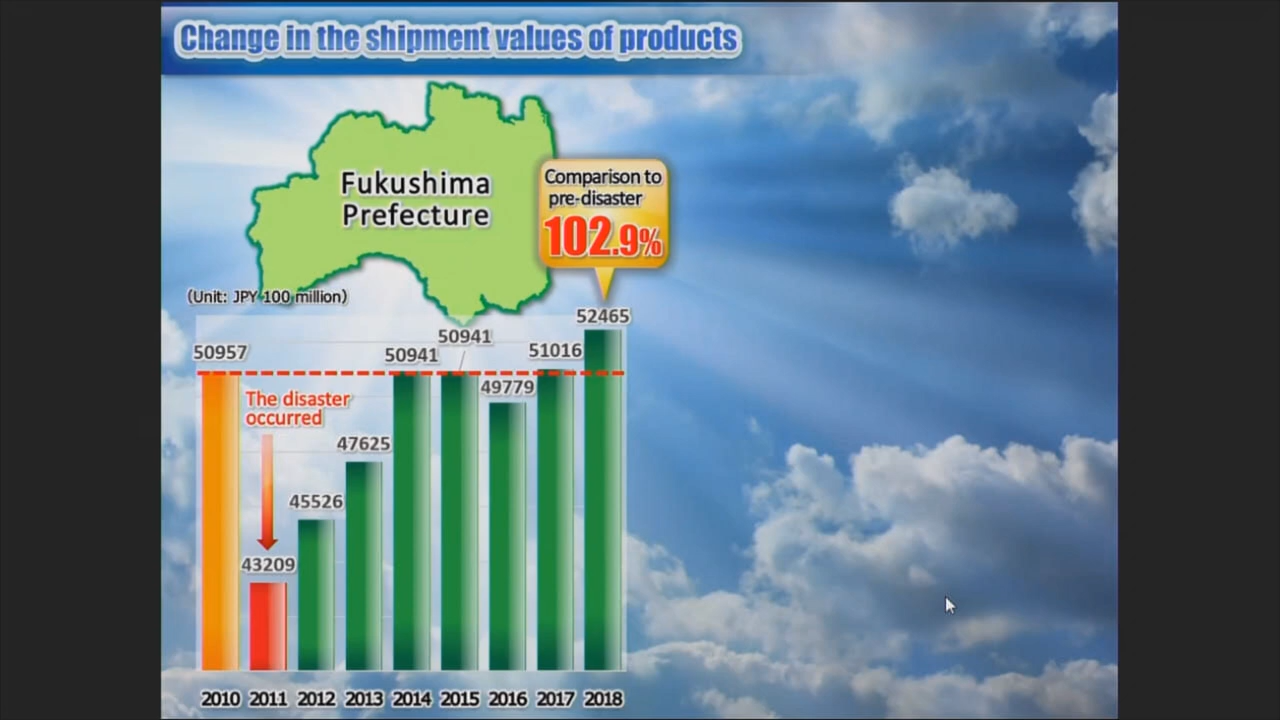 Change in the shipment values of products
Fukushima
Prefecture
Comparison to
pre-disaster
102.9%
(Unit: JPY 100 million)
52465
50941
50957
50941
51016
49779
The disaster
occurred
47625
45526
43209
2010 2011 2012 2013 2014 2015 2016 2017 2018